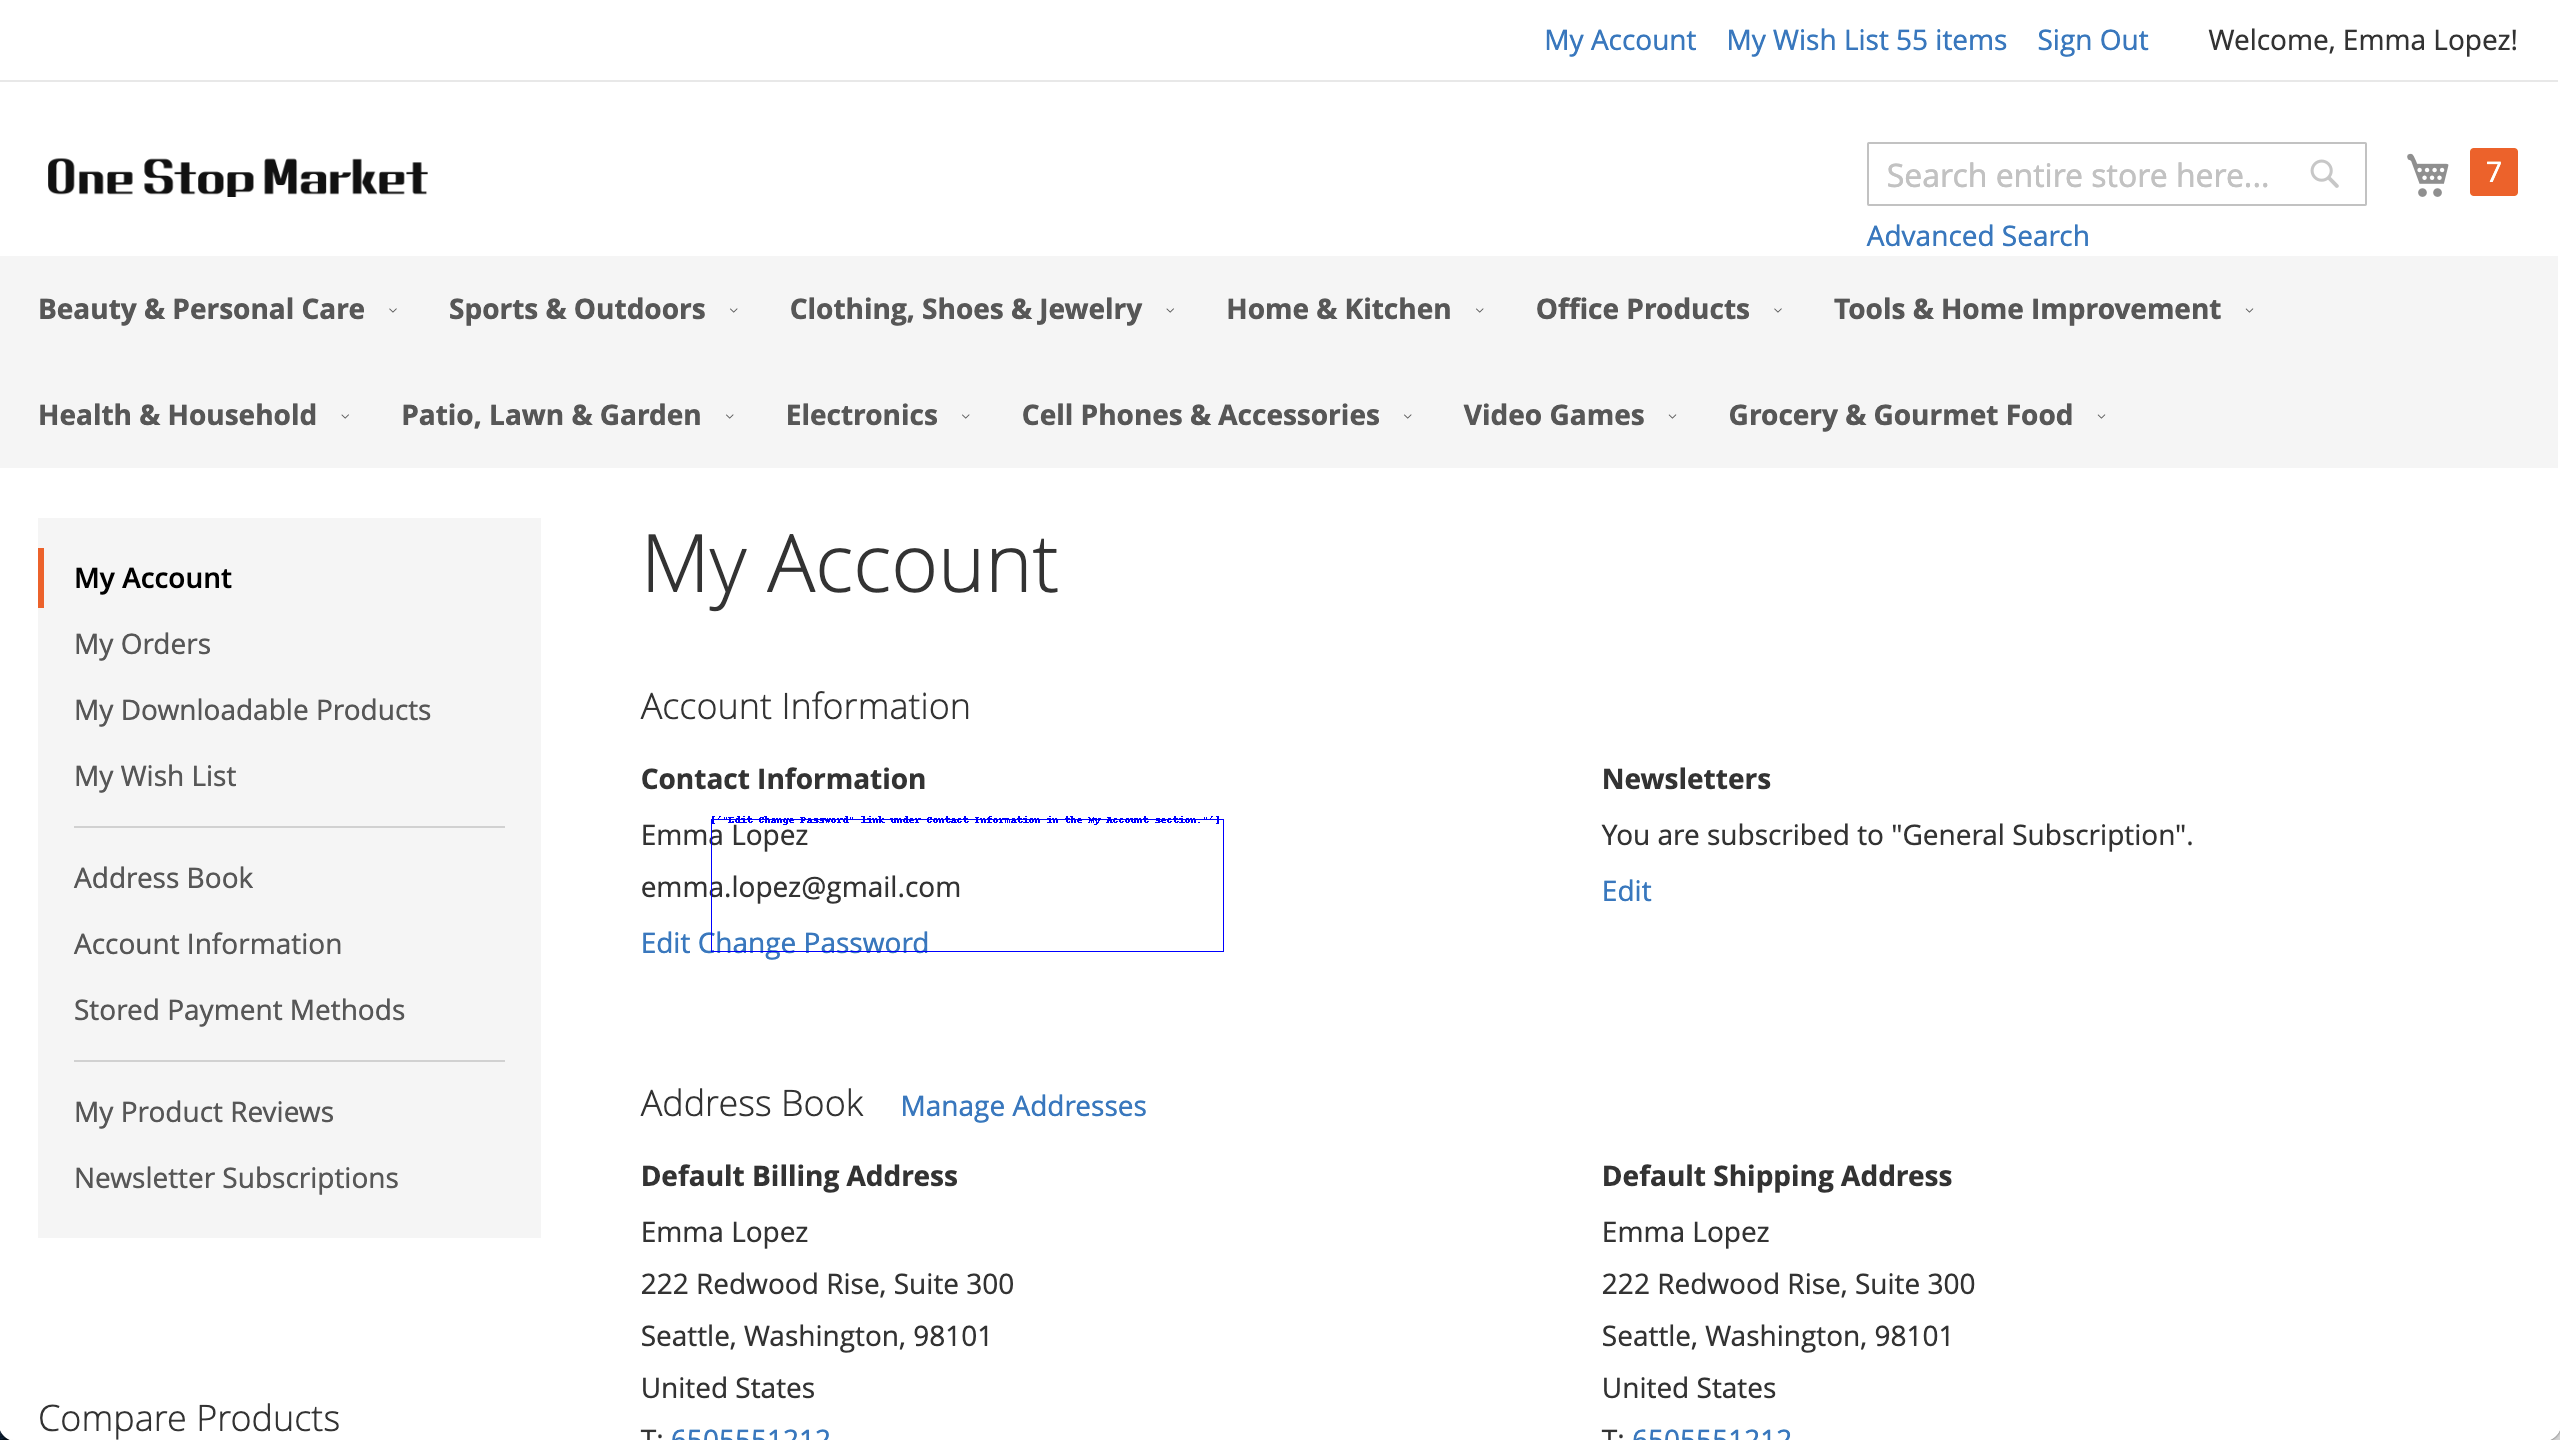 My Account My Wish List 55 items Sign Out Welcome, Emma Lopez!
One Stop Market
Search entire store here...
7
Advanced Search
Beauty & Personal Care Sports & Outdoors Clothing, Shoes & Jewelry Home & Kitchen Office Products Tools & Home Improvement
Health & Household Patio, Lawn & Garden Electronics Cell Phones & Accessories Video Games Grocery & Gourmet Food
My Account
My Orders
My Downloadable Products
My Wish List
Address Book
Account Information
Stored Payment Methods
My Product Reviews
Newsletter Subscriptions
Compare Products
My Account
Account Information
Contact Information
["Edit Change Password" link under Contact Information in the My Account section."]
Emma Lopez
emma.lopez@gmail.com
Edit Change Password
Newsletters
You are subscribed to "General Subscription".
Edit
Address Book Manage Addresses
Default Billing Address
Emma Lopez
222 Redwood Rise, Suite 300
Seattle, Washington, 98101
United States
T: 6505551212
Default Shipping Address
Emma Lopez
222 Redwood Rise, Suite 300
Seattle, Washington, 98101
United States
T: 6505551212